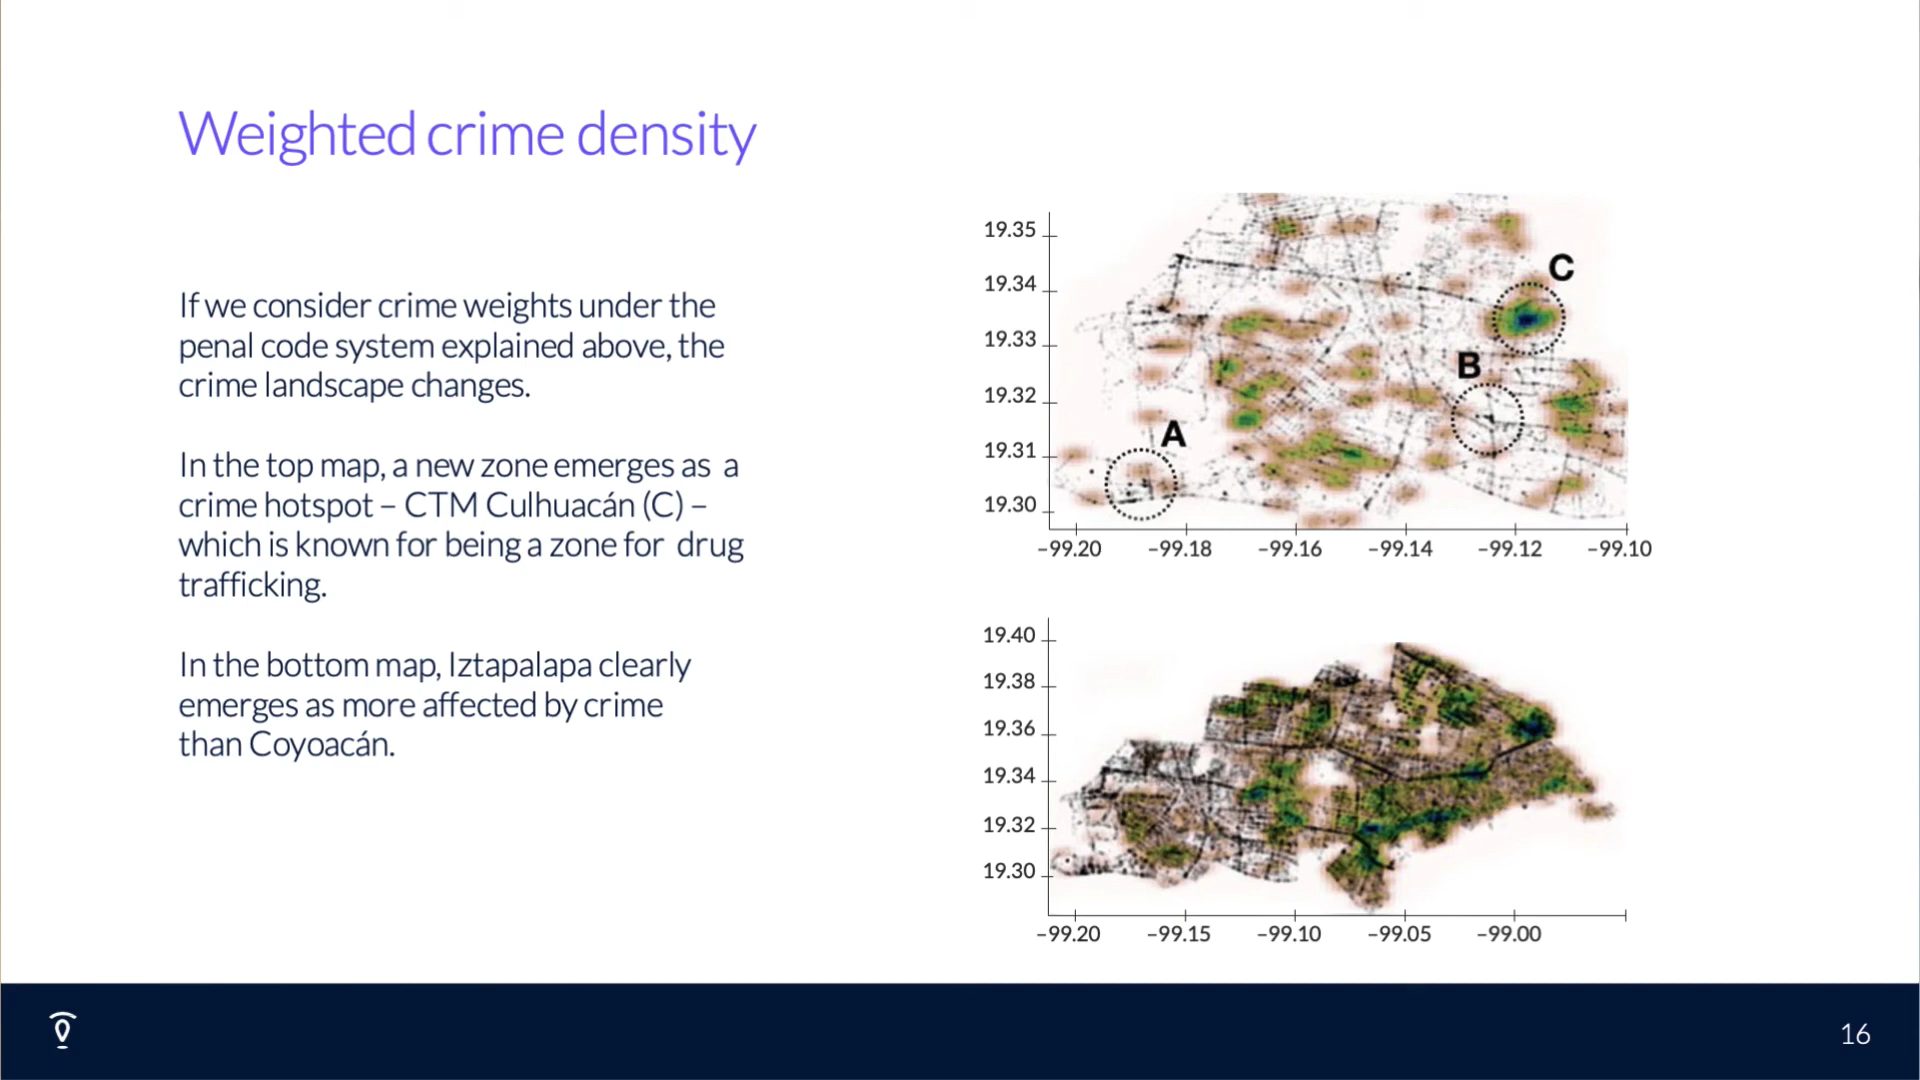 Weighted crime density
If we consider crime weights under the
penal code system explained above, the
crime landscape changes.
In the top map, a new zone emerges as a
crime hotspot – CTM Culhuacán (C) –
which is known for being a zone for drug
trafficking.
In the bottom map, Iztapalapa clearly
emerges as more affected by crime
than Coyoacán.
19.35
19.34
19.33
19.32
19.31
19.30
C
B
A
−99.20 −99.18 −99.16 −99.14 −99.12 −99.10
19.40
19.38
19.36
19.34
19.32
19.30
−99.20 −99.15 −99.10 −99.05 −99.00
16